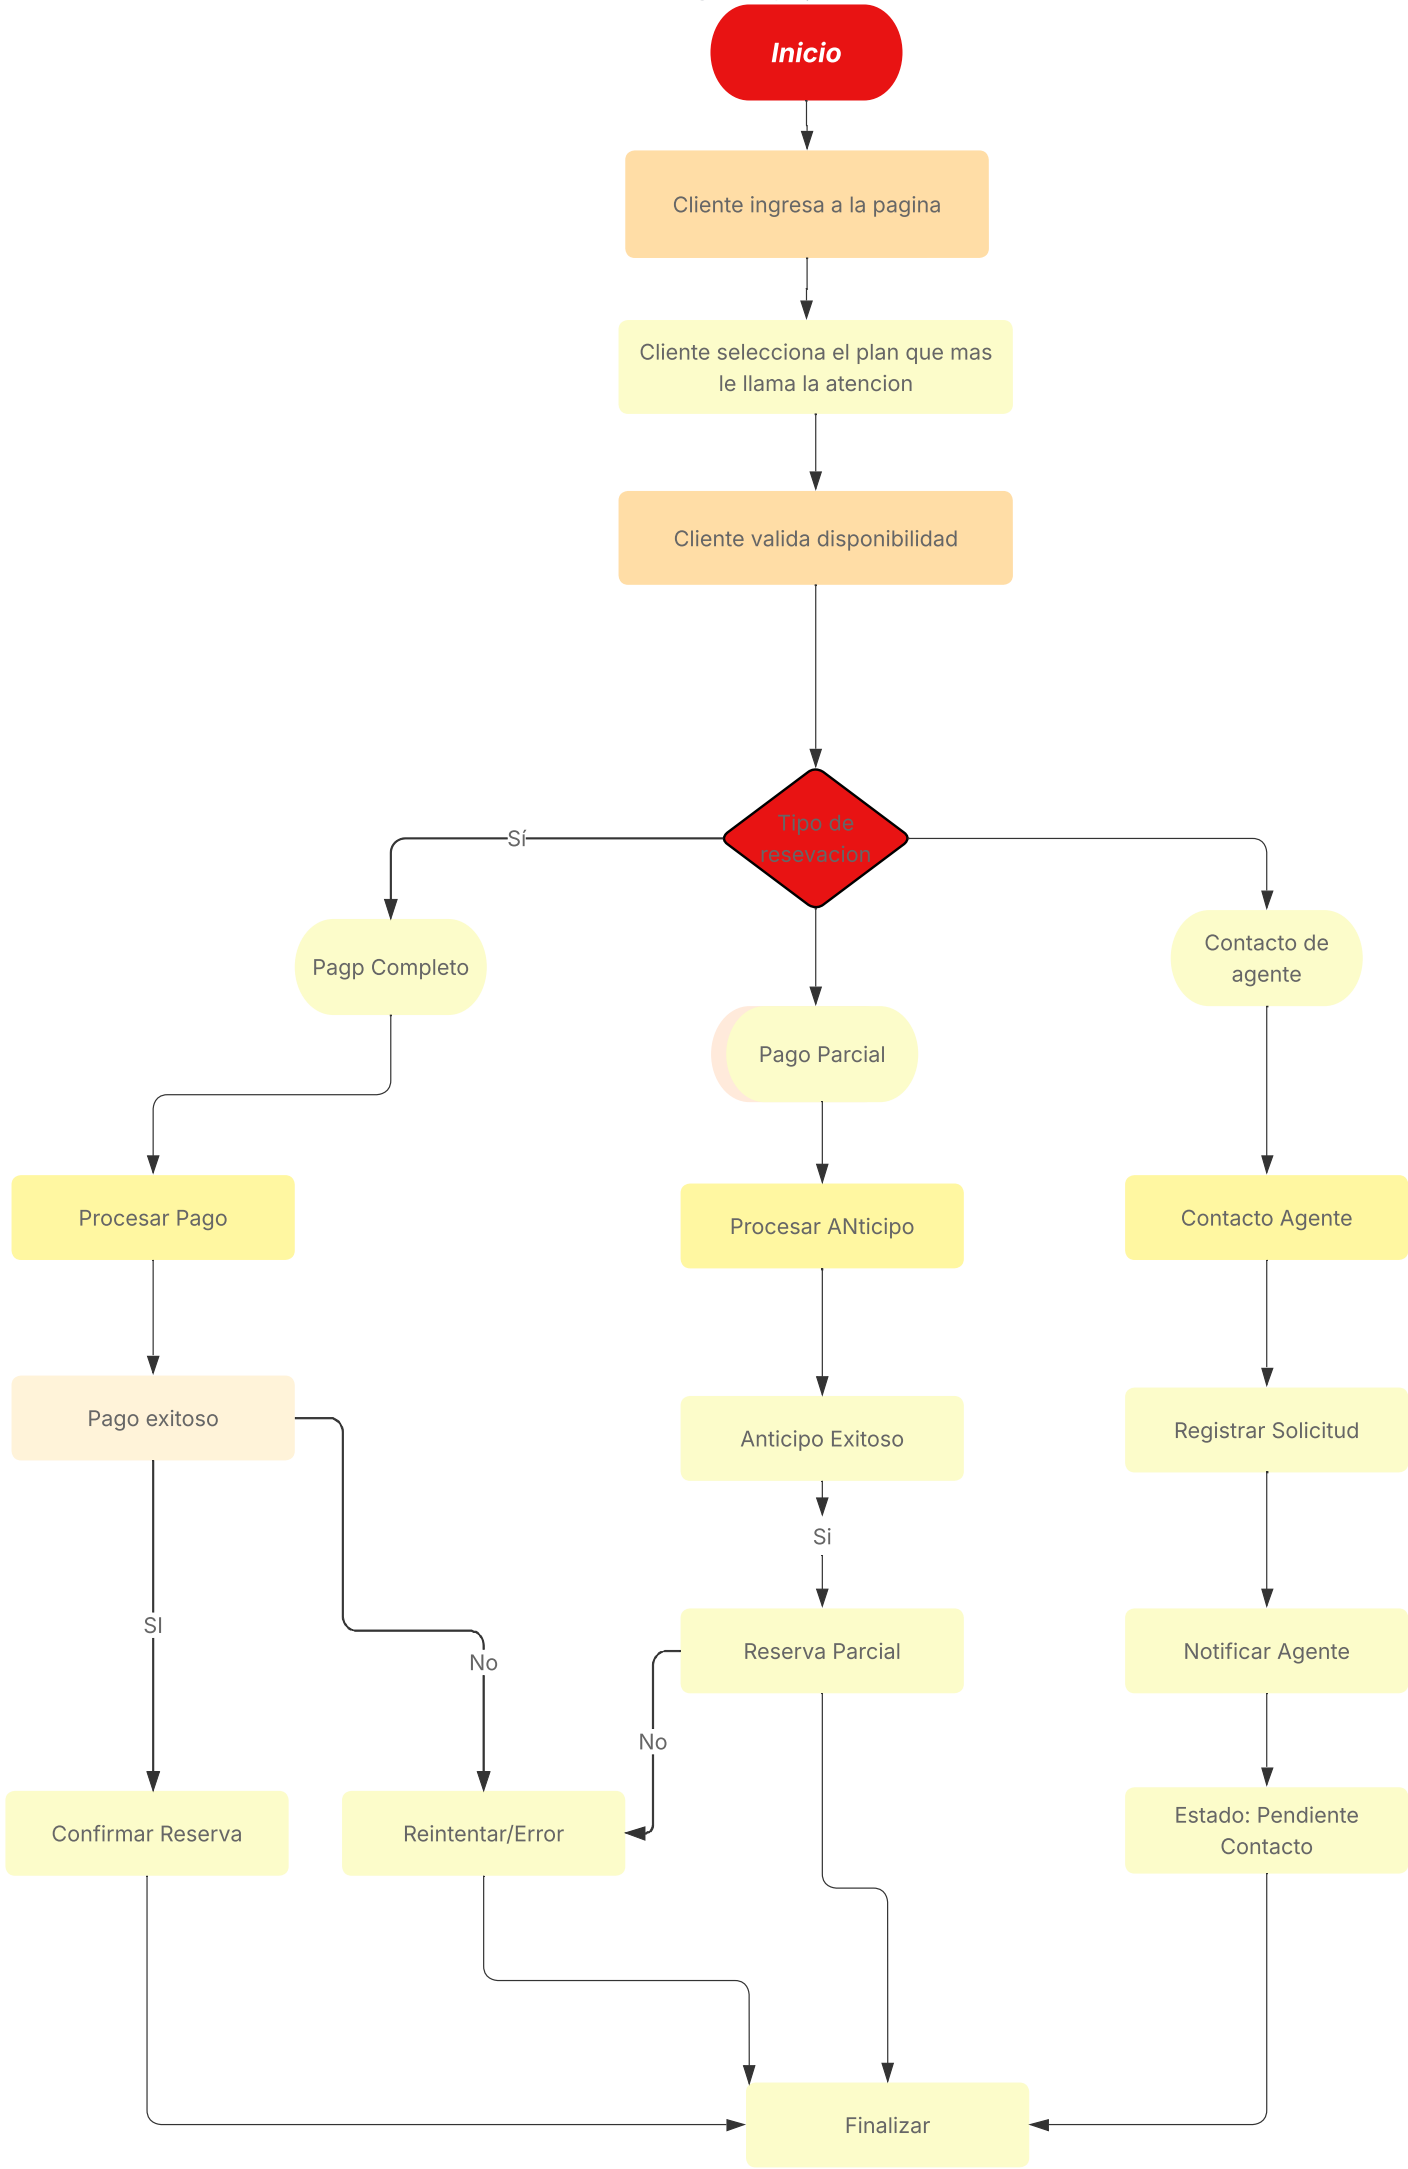 Inicio
Cliente ingresa a la pagina
Cliente selecciona el plan que mas
le llama la atencion
Cliente valida disponibilidad
Tipo de
resevacion
Sí
Pagp Completo
Contacto de
agente
Pago Parcial
Procesar Pago
Procesar ANticipo
Contacto Agente
Pago exitoso
Anticipo Exitoso
Registrar Solicitud
Si
SI
No
Reserva Parcial
Notificar Agente
No
Confirmar Reserva
Reintentar/Error
Estado: Pendiente
Contacto
Finalizar